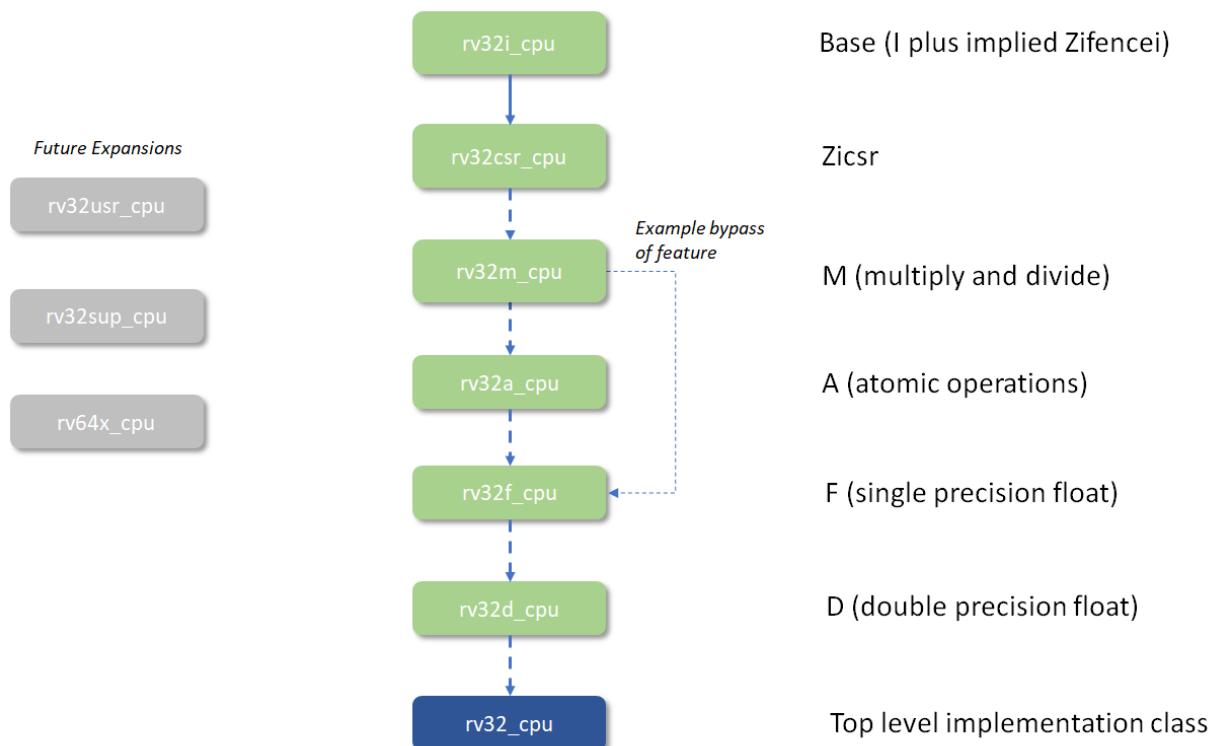 rv32i_cpu
Base (I plus implied Zifencei)
Future Expansions
rv32csr_cpu
Zicsr
rv32usr_cpu
Example bypass
of feature
rv32m_cpu
M (multiply and divide)
rv32sup_cpu
rv32a_cpu
A (atomic operations)
rv64x_cpu
rv32f_cpu
F (single precision float)
rv32d_cpu
D (double precision float)
rv32_cpu
Top level implementation class